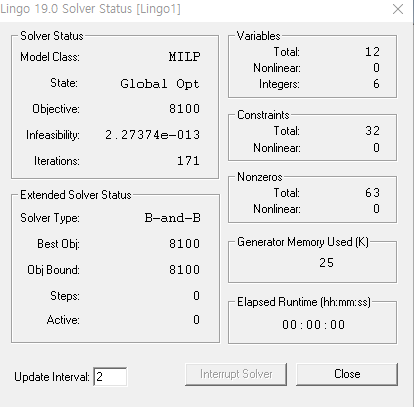 Lingo 19.0 Solver Status [Lingo1]
Solver Status
Model Class: MILP
State: Global Opt
Objective: 8100
Infeasibility: 2.27374e-013
Iterations: 171
Extended Solver Status
Solver Type: B-and-B
Best Obj: 8100
Obj Bound: 8100
Steps: 0
Active: 0
Variables
Total: 12
Nonlinear: 0
Integers: 6
Constraints
Total: 32
Nonlinear: 0
Nonzeros
Total: 63
Nonlinear: 0
Generator Memory Used (K)
25
Elapsed Runtime (hh:mm:ss)
00:00:00
Update Interval: 2
Interrupt Solver
Close